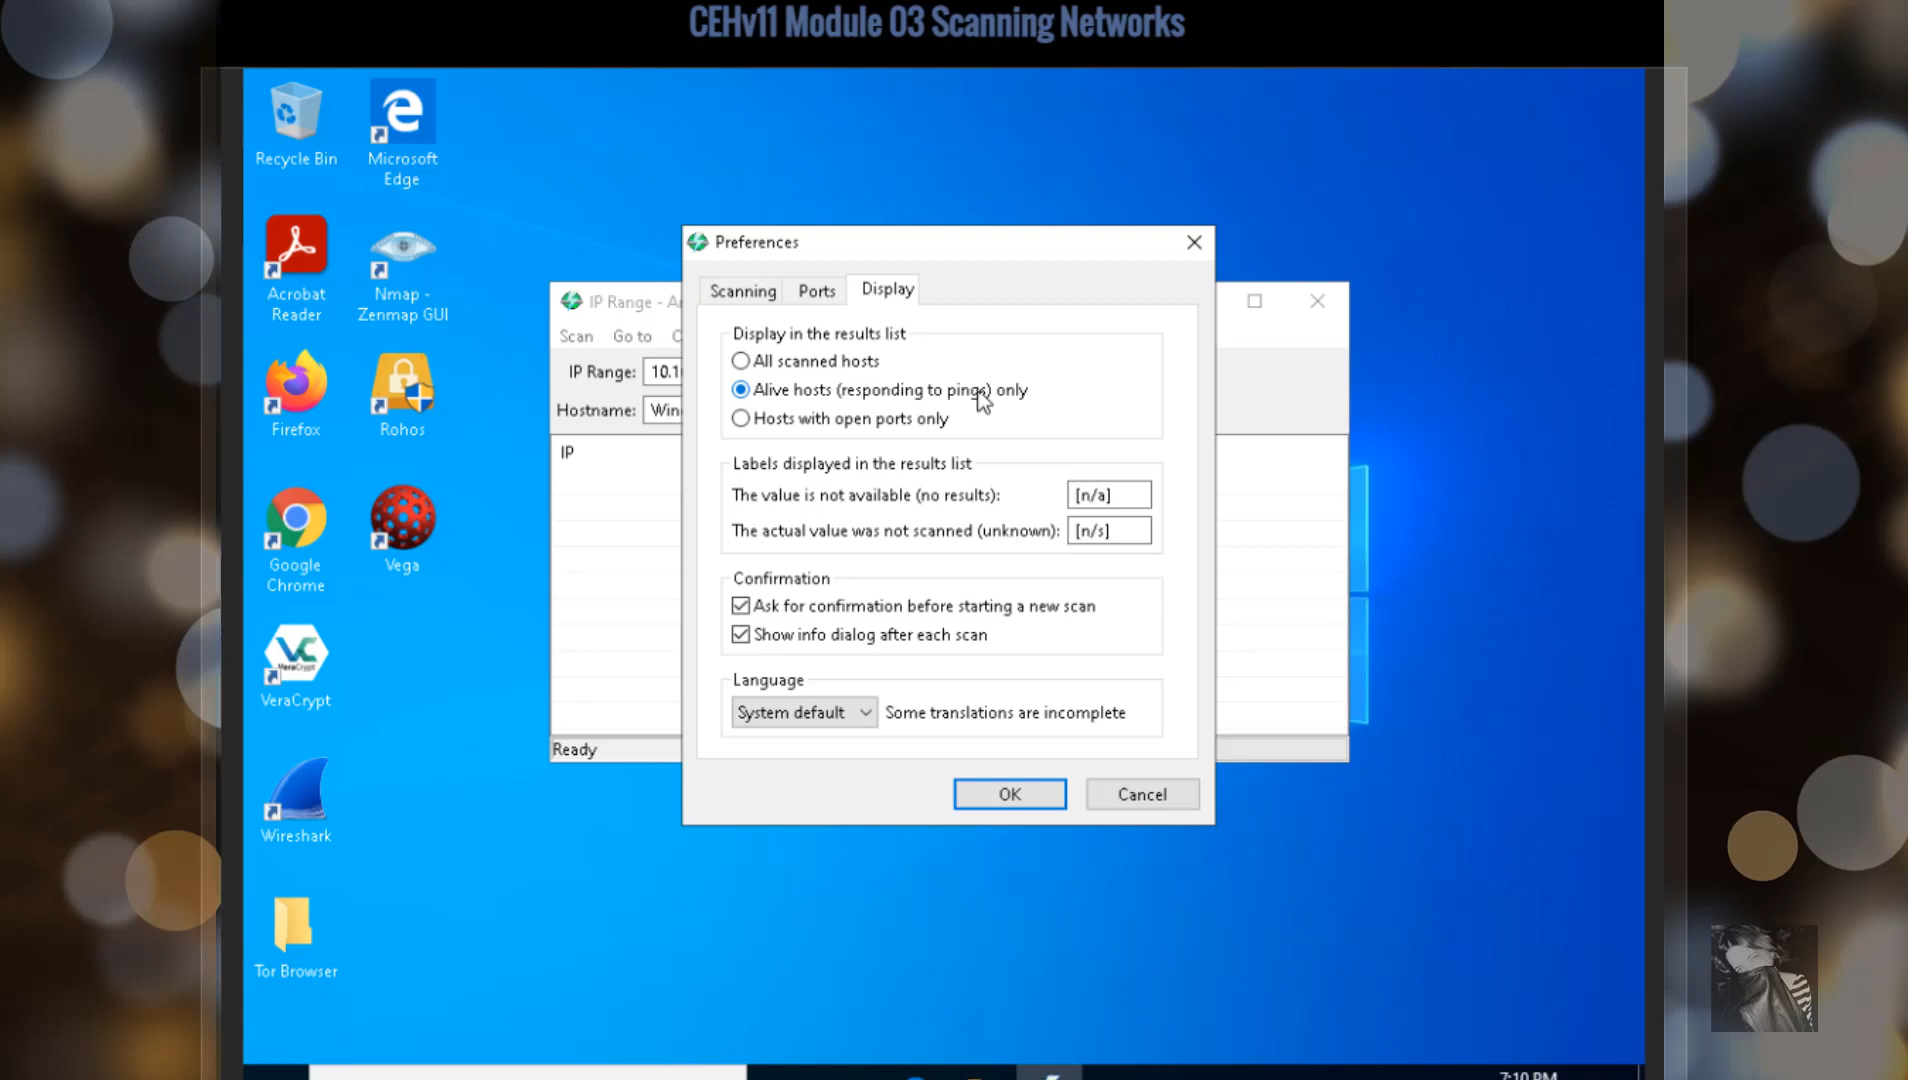 CEHv11 Module 03 Scanning Networks
Recycle Bin
Microsoft
Edge
Acrobat
Reader
Nmap -
Zenmap GUI
Firefox
Rohos
Google
Chrome
Vega
VeraCrypt
VeraCrypt
Wireshark
Tor Browser
IP Range - A
Scan Go to
IP Range: 10.1
Hostname:
IP
Ready
Preferences
Scanning Ports Display
Display in the results list
All scanned hosts
Alive hosts (responding to pings) only
Hosts with open ports only
Labels displayed in the results list
The value is not available (no results): [n/a]
The actual value was not scanned (unknown): [n/s]
Confirmation
Ask for confirmation before starting a new scan
Show info dialog after each scan
Language
System default Some translations are incomplete
OK Cancel
7:10 PM